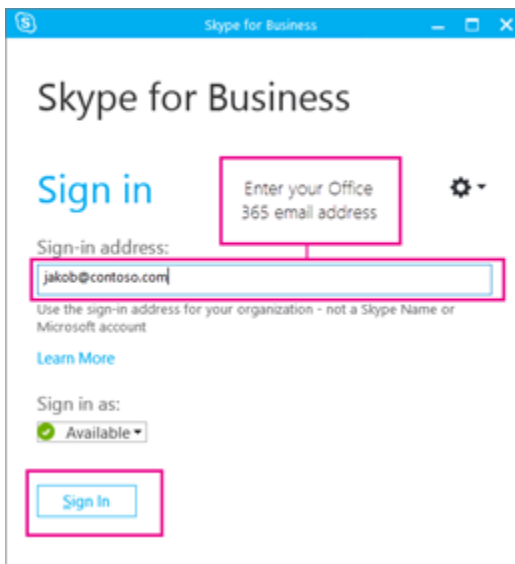 Skype for Business
Skype for Business
Sign in
Enter your Office
365 email address
Sign-in address:
jakob@contoso.com
Use the sign-in address for your organization - not a Skype Name or
Microsoft account
Learn More
Sign in as:
Available
Sign In